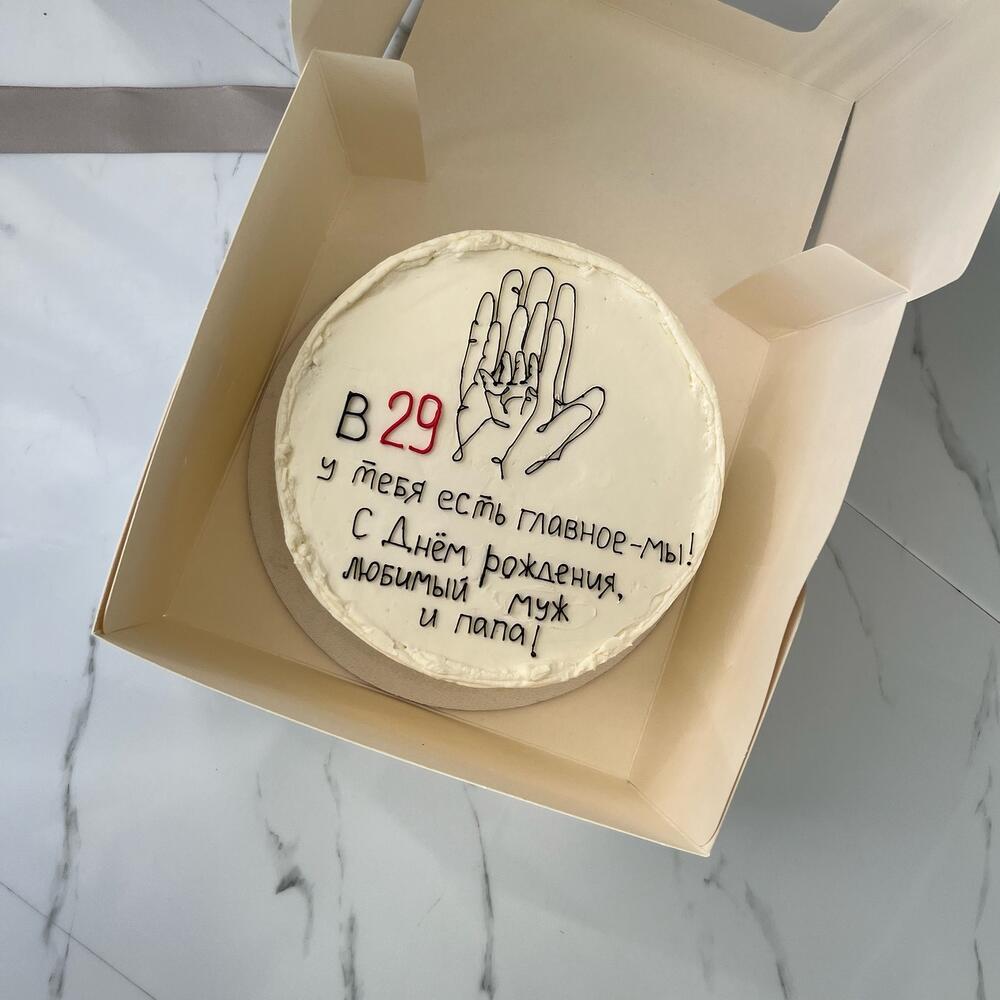 В 29
у тебя есть главное-мы!
С Днём рождения,
любимый муж
и папа!